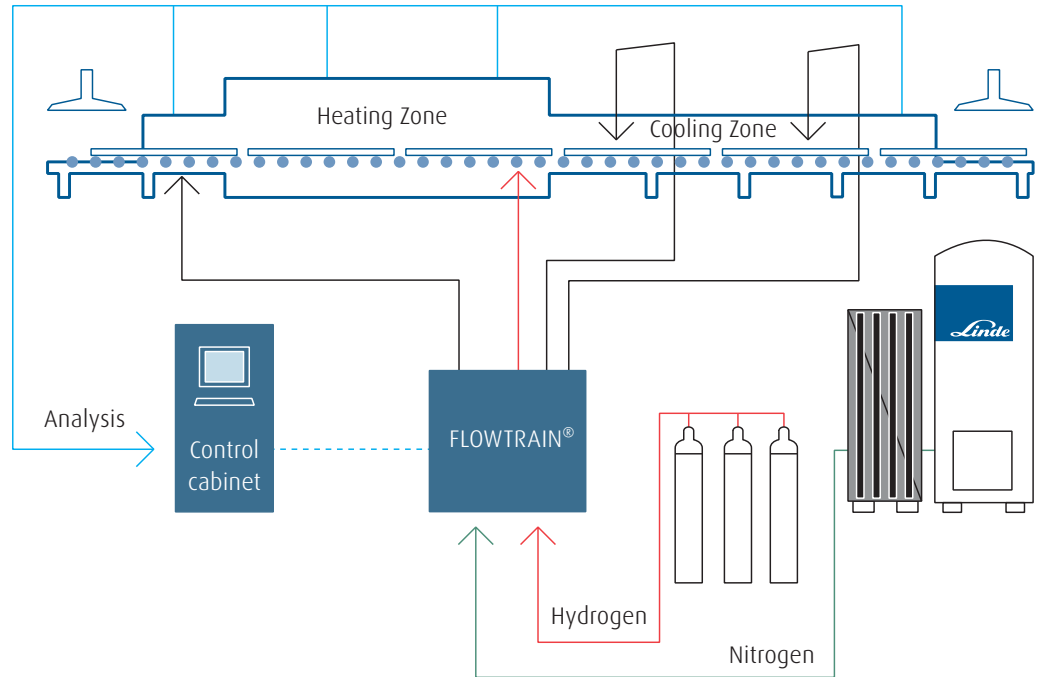 Heating Zone
Cooling Zone
Linde
Analysis
Control
cabinet
FLOWTRAIN®
Hydrogen
Nitrogen